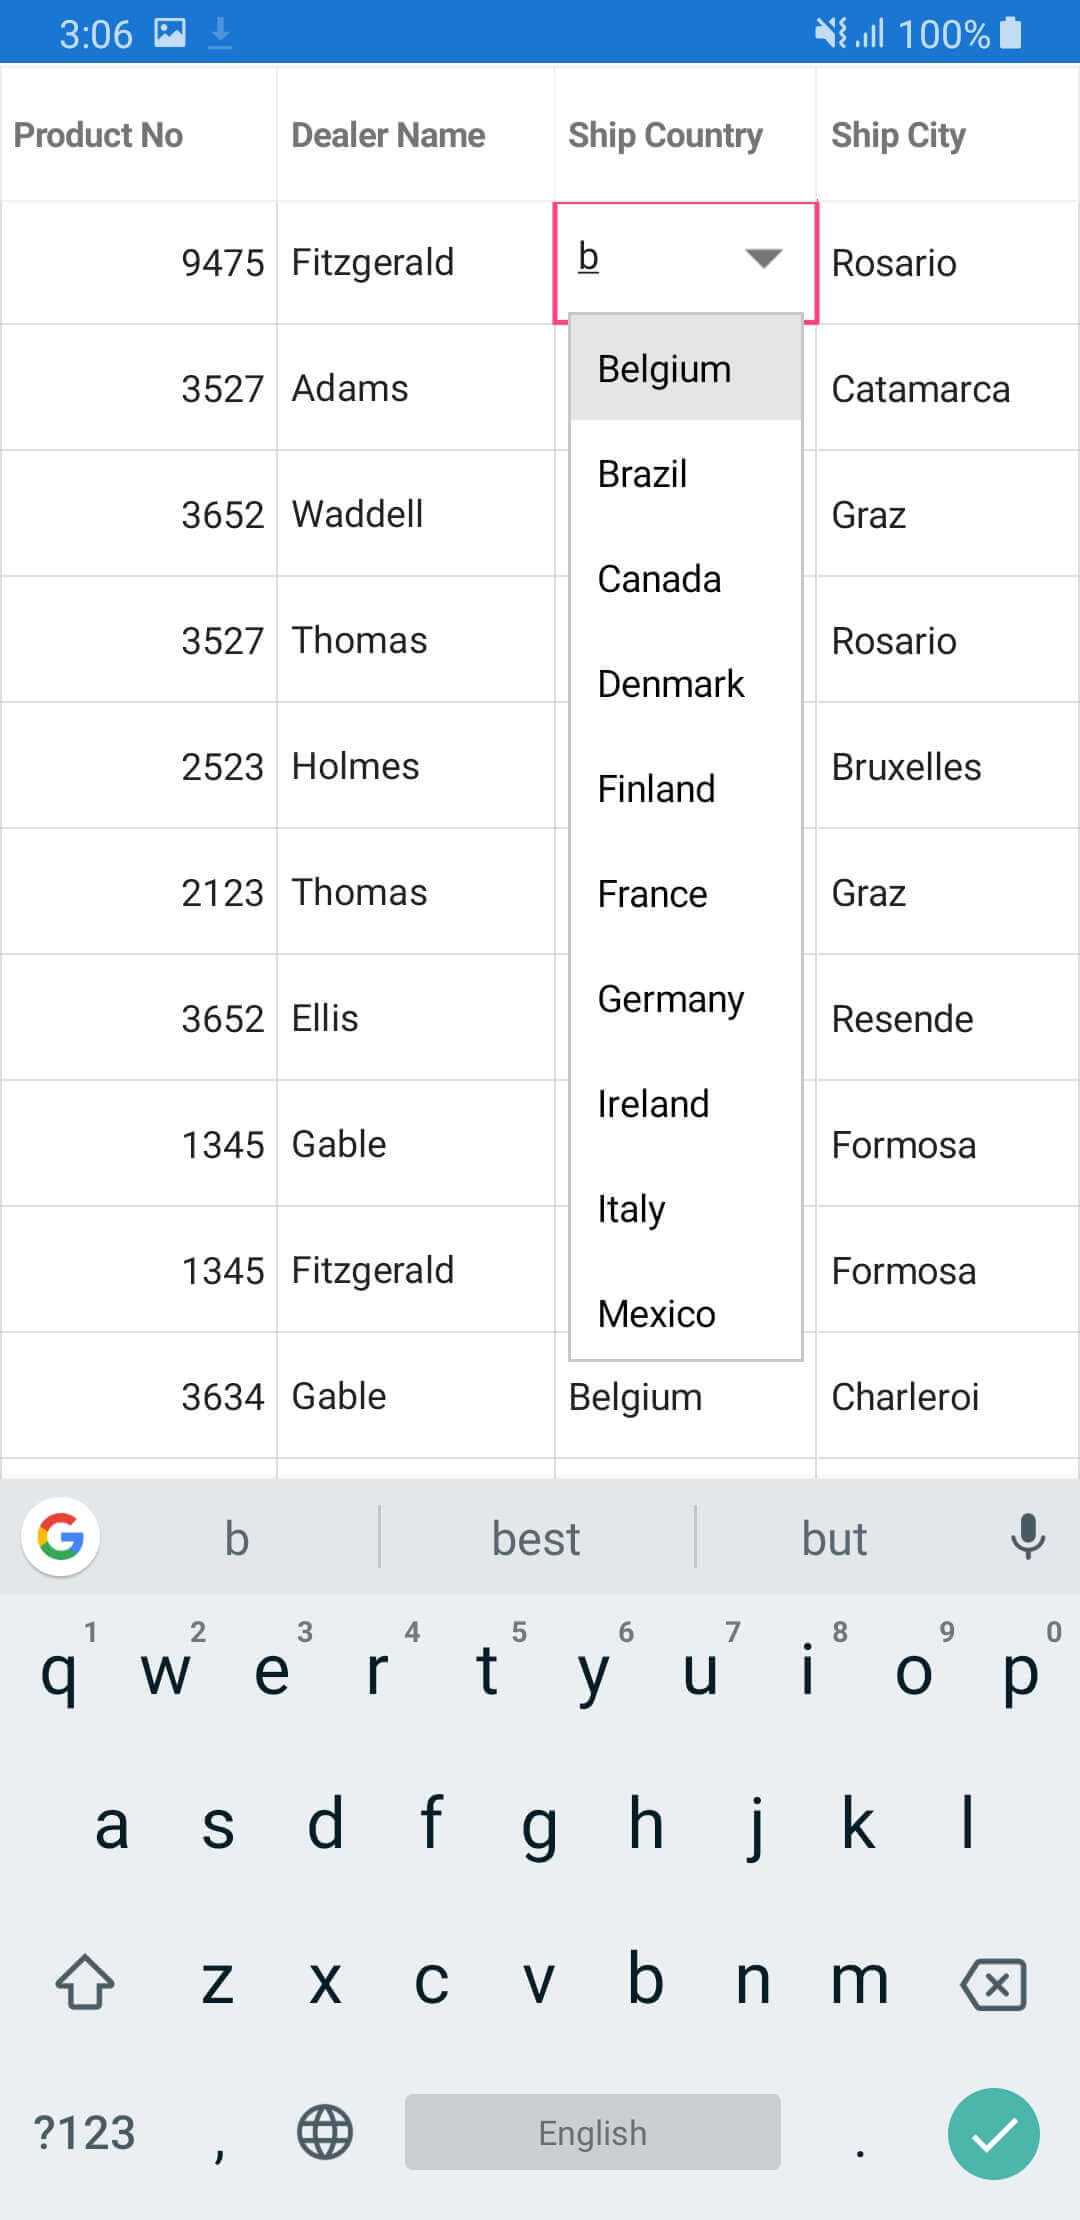 3:06 100%
Product No Dealer Name Ship Country Ship City
9475 Fitzgerald b Rosario
Belgium
3527 Adams Catamarca
Brazil
3652 Waddell Graz
Canada
3527 Thomas Rosario
Denmark
2523 Holmes Bruxelles
Finland
2123 Thomas Graz
France
Germany
3652 Ellis Resende
Ireland
1345 Gable Formosa
Italy
1345 Fitzgerald Formosa
Mexico
3634 Gable Belgium Charleroi
G b best but
1 2 3 4 5 6 7 8 9 0
q w e r t y u i o p
a s d f g h j k l
z x c v b n m
?123 , English .